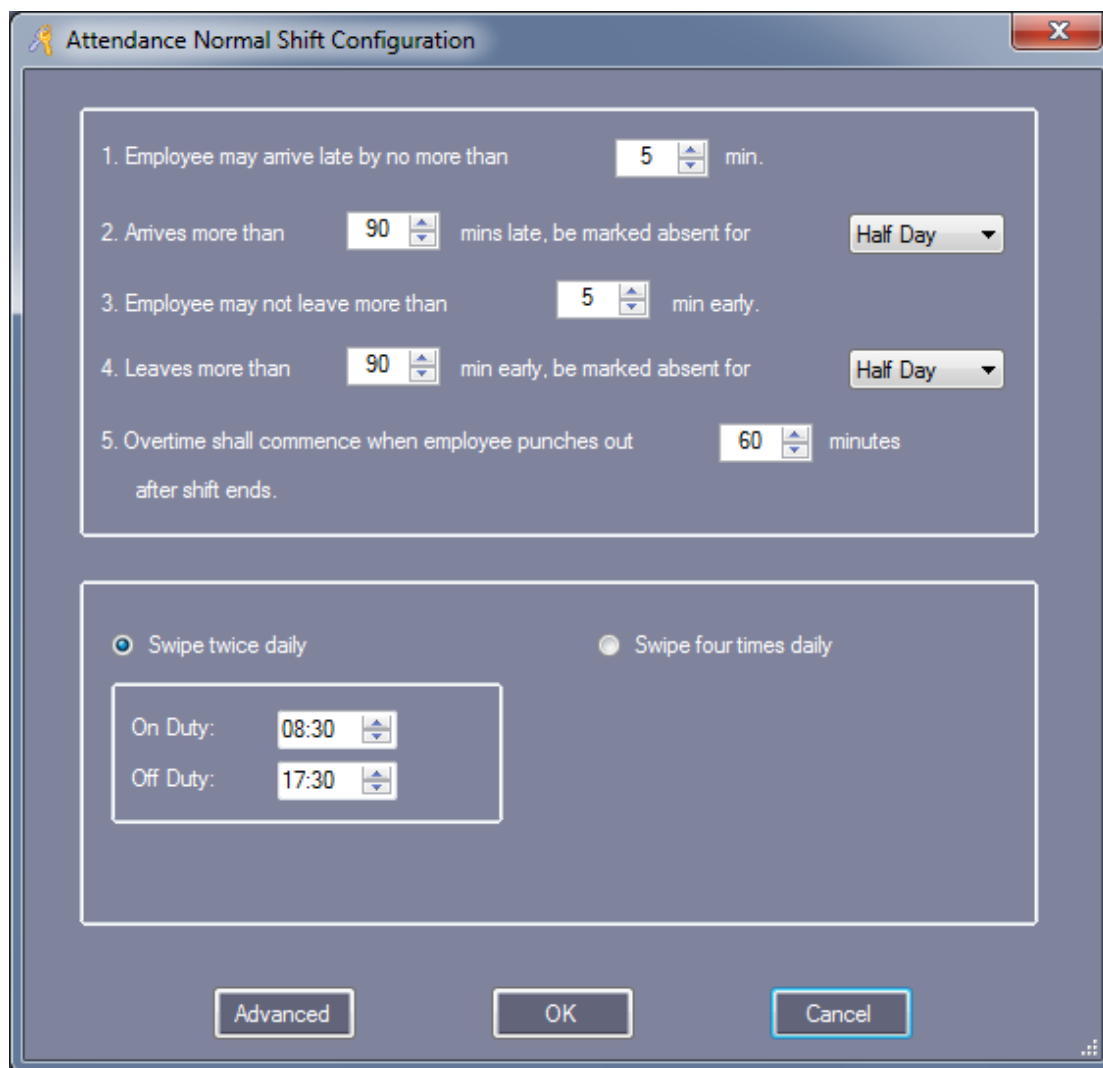 Attendance Normal Shift Configuration
1. Employee may arrive late by no more than 5 min.
2. Arrives more than 90 mins late, be marked absent for Half Day
3. Employee may not leave more than 5 min early.
4. Leaves more than 90 min early, be marked absent for Half Day
5. Overtime shall commence when employee punches out 60 minutes
after shift ends.
Swipe twice daily Swipe four times daily
On Duty: 08:30
Off Duty: 17:30
Advanced OK Cancel